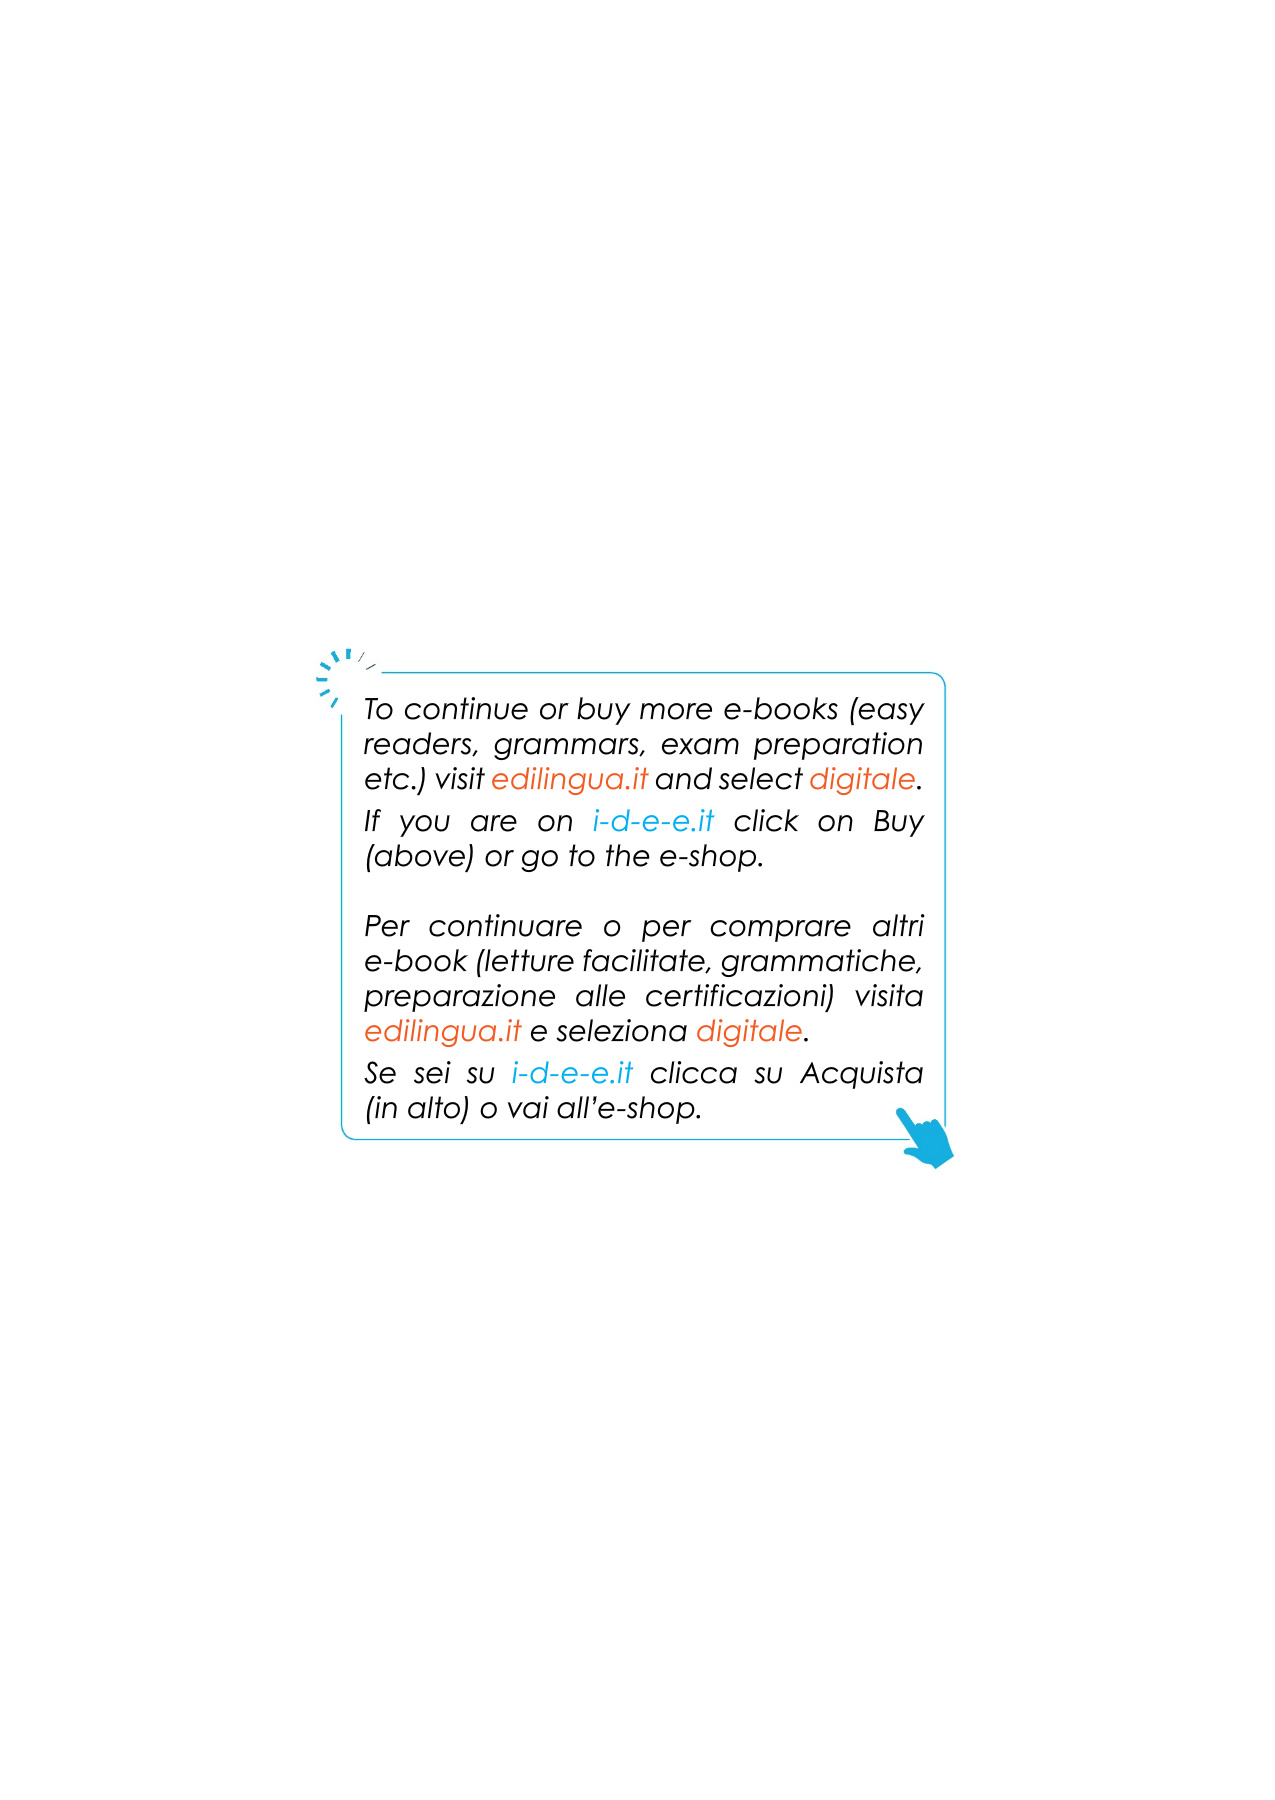 To continue or buy more e-books (easy
readers, grammars, exam preparation
etc.) visit edilingua.it and select digitale.
If you are on i-d-e-e.it click on Buy
(above) or go to the e-shop.
Per continuare o per comprare altri
e-book (letture facilitate, grammatiche,
preparazione alle certificazioni) visita
edilingua.it e seleziona digitale.
Se sei su i-d-e-e.it clicca su Acquista
(in alto) o vai all’e-shop.